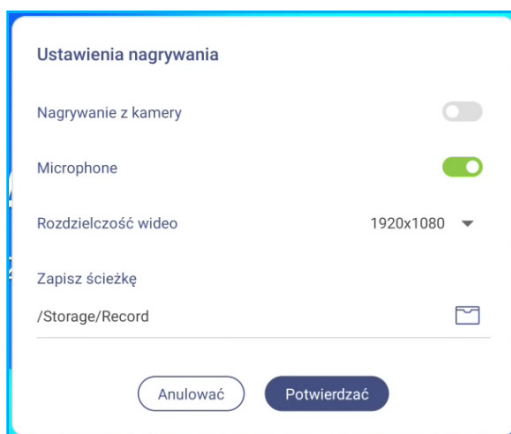 Ustawienia nagrywania
Nagrywanie z kamery
Microphone
Rozdzielczość wideo 1920x1080
Zapisz ścieżkę
/Storage/Record
Anulować Potwierdzać